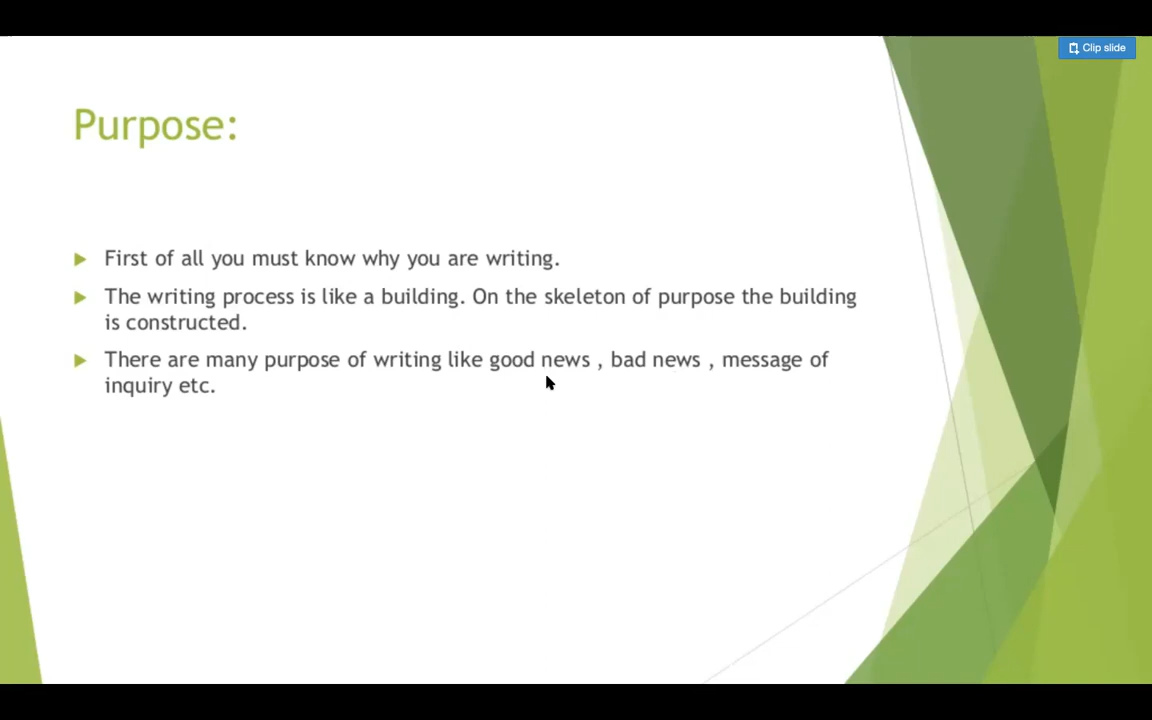 Clip slide
Purpose:
First of all you must know why you are writing.
The writing process is like a building. On the skeleton of purpose the building
is constructed.
There are many purpose of writing like good news , bad news , message of
inquiry etc.